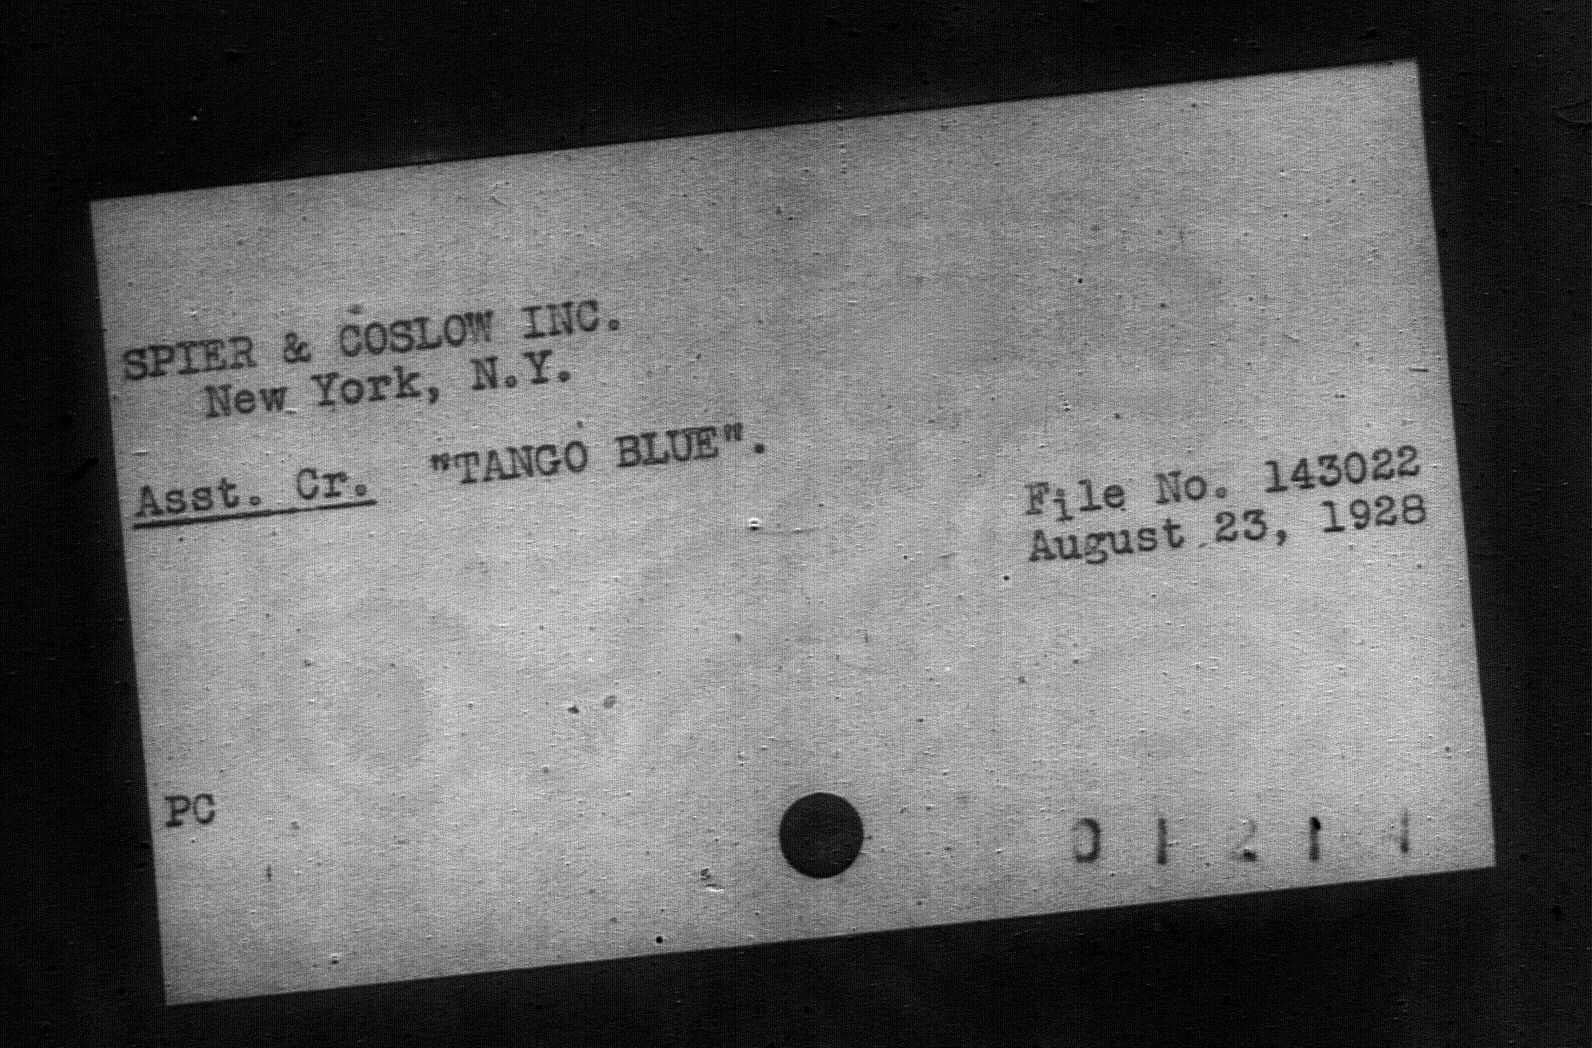 SPIER & COSLOW INC.
New York, N.Y.
Asst. Cr. "TANGO BLUE".
File No. 143022
August 23, 1928
PC